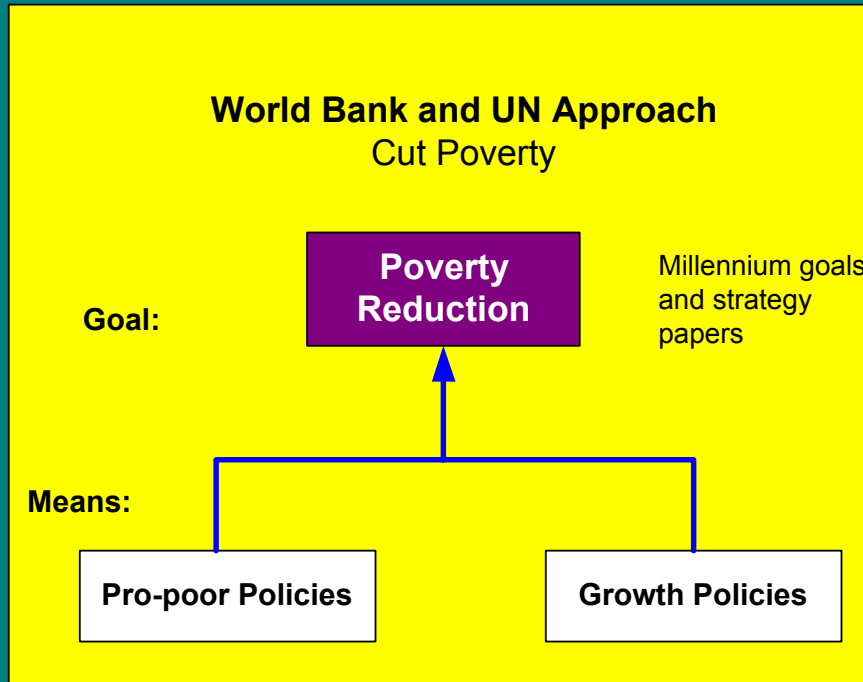 World Bank and UN Approach
Cut Poverty
Poverty
Reduction
Millennium goals
and strategy
papers
Goal:
Means:
Pro-poor Policies
Growth Policies